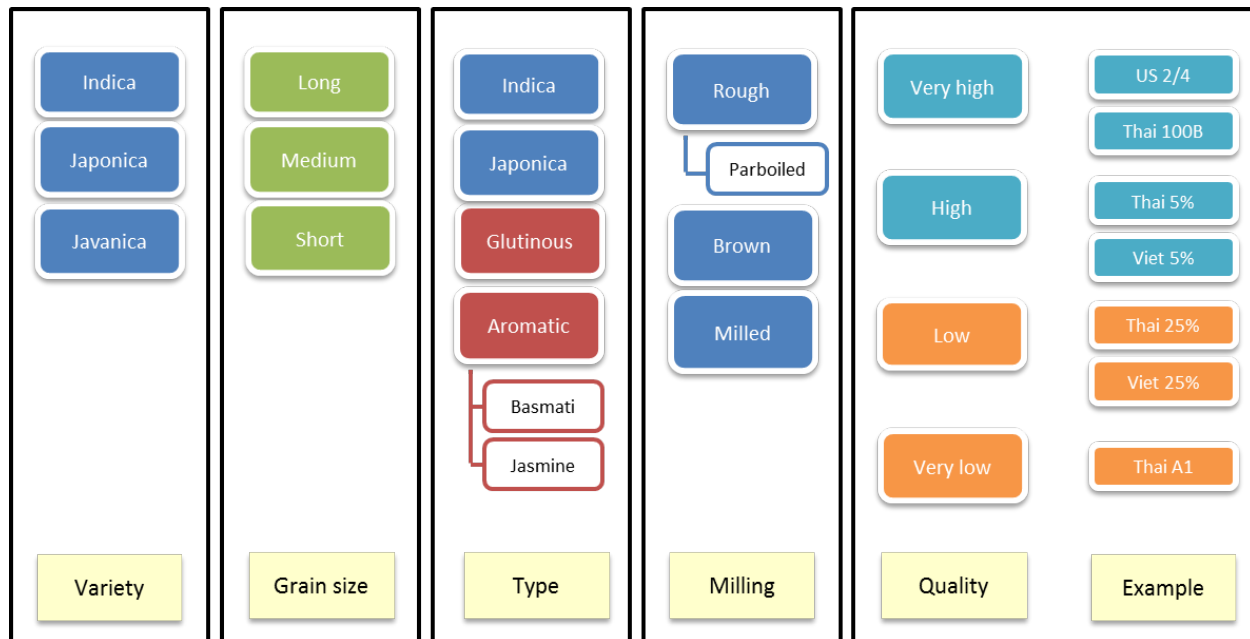 Indica
Japonica
Javanica
Variety
Long
Medium
Short
Grain size
Indica
Japonica
Glutinous
Aromatic
Basmati
Jasmine
Type
Rough
Parboiled
Brown
Milled
Milling
Very high
High
Low
Very low
Quality
US 2/4
Thai 100B
Thai 5%
Viet 5%
Thai 25%
Viet 25%
Thai A1
Example